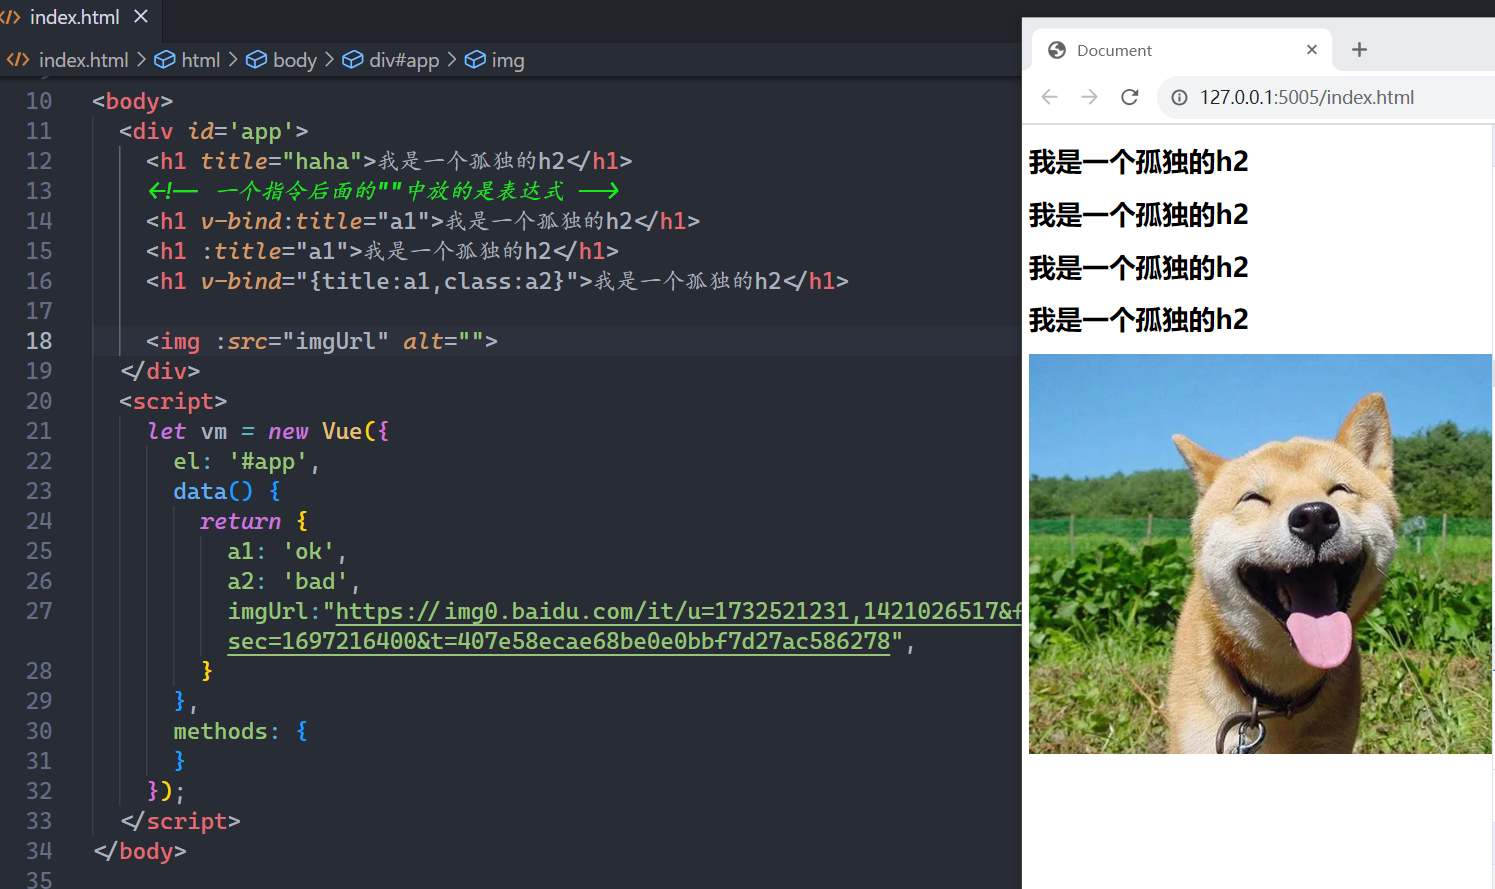 index.html
index.html > html > body > div#app > img
10 <body>
11 <div id='app'>
12 <h1 title="haha">我是一个孤独的h2</h1>
13 <!-- 一个指令后面的""中放的是表达式 -->
14 <h1 v-bind:title="a1">我是一个孤独的h2</h1>
15 <h1 :title="a1">我是一个孤独的h2</h1>
16 <h1 v-bind="{title:a1,class:a2}">我是一个孤独的h2</h1>
17
18 <img :src="imgUrl" alt="">
19 </div>
20 <script>
21 let vm = new Vue({
22 el: '#app',
23 data() {
24 return {
25 a1: 'ok',
26 a2: 'bad',
27 imgUrl:"https://img0.baidu.com/it/u=1732521231,1421026517&f
sec=1697216400&t=407e58ecae68be0e0bbf7d27ac586278",
28 }
29 },
30 methods: {
31 }
32 });
33 </script>
34 </body>
35
Document
127.0.0.1:5005/index.html
我是一个孤独的h2
我是一个孤独的h2
我是一个孤独的h2
我是一个孤独的h2